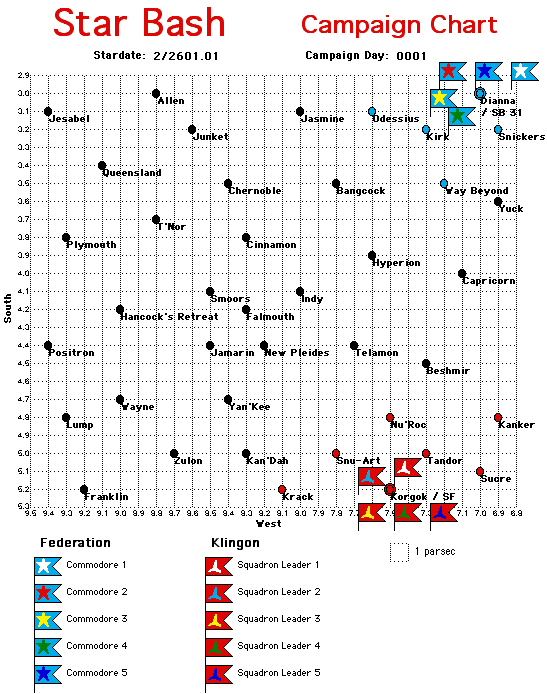 Star Bash
Campaign Chart
Stardate: 2/2601.01
Campaign Day: 0001
2.9
3.0
Allen
Dianna
/ SB 31
3.1
Jesabel
Jasmine
Odessius
3.2
Junket
Kirk
Snickers
3.3
3.4
Queensland
3.5
Chernoble
Bangcock
Way Beyond
3.6
Yuck
3.7
T'Nor
3.8
Plymouth
Cinnamon
3.9
Hyperion
4.0
Capricorn
4.1
Smoors
Indy
4.2
Hancock's Retreat
Falmouth
South
4.3
4.4
Positron
Jamarin
New Pleides
Telamon
4.5
Beshmir
4.6
4.7
Wayne
Yan'Kee
4.8
Lump
Nu'Roc
Kanker
4.9
5.0
Zulon
Kan'Dah
Snu-Art
Tandor
5.1
Sucre
5.2
Franklin
Krack
Korgok / SF
5.3
9.6 9.5 9.4 9.3 9.2 9.1 9.0 8.9 8.8 8.7 8.6 8.5 8.4 8.3 8.2 8.1 8.0 7.9 7.8 7.7 7.6 7.5 7.4 7.3 7.2 7.1 7.0 6.9
West
Federation
Klingon
1 parsec
Commodore 1
Squadron Leader 1
Commodore 2
Squadron Leader 2
Commodore 3
Squadron Leader 3
Commodore 4
Squadron Leader 4
Commodore 5
Squadron Leader 5